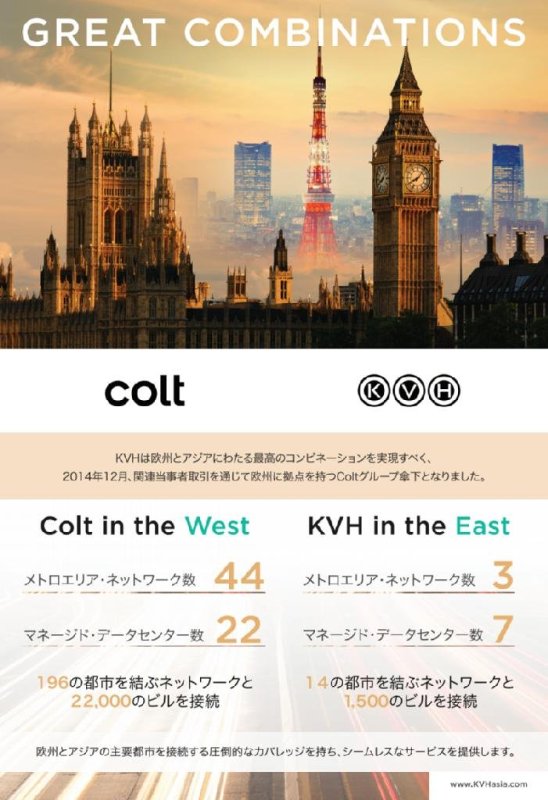 GREAT COMBINATIONS
colt
KVH
KVHは欧州とアジアにわたる最高のコンビネーションを実現すべく、
2014年12月、関連当事者取引を通じて欧州に拠点を持つColtグループ傘下となりました。
Colt in the West
メトロエリア・ネットワーク数 44
マネージド・データセンター数 22
196の都市を結ぶネットワークと
22,000のビルを接続
KVH in the East
メトロエリア・ネットワーク数 3
マネージド・データセンター数 7
14の都市を結ぶネットワークと
1,500のビルを接続
欧州とアジアの主要都市を接続する圧倒的なカバレッジを持ち、シームレスなサービスを提供します。
www.KVHasia.com